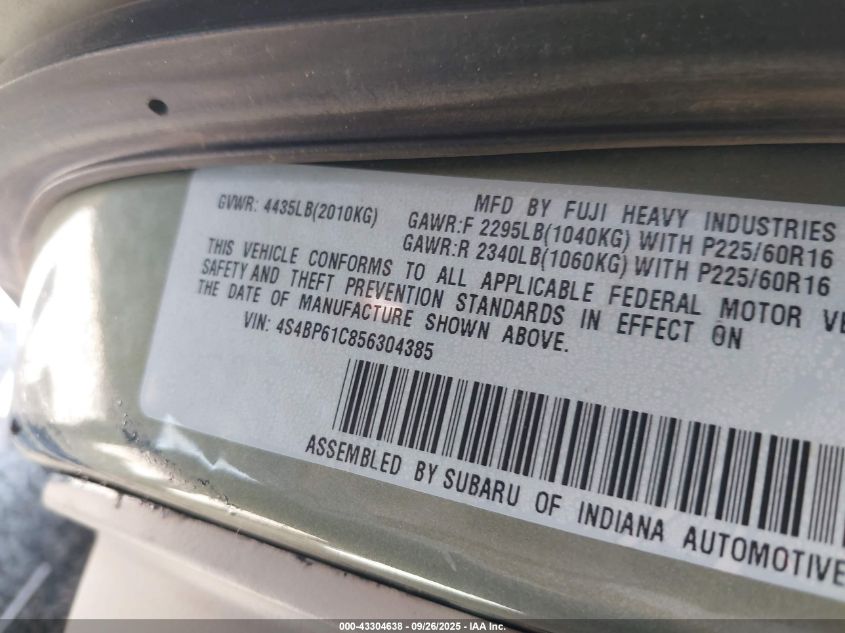 MFD BY FUJI HEAVY INDUSTRIES
GVWR: 4435LB(2010KG)
GAWR:F 2295LB(1040KG) WITH P225/60R16
GAWR:R 2340LB(1060KG) WITH P225/60R16
THIS VEHICLE CONFORMS TO ALL APPLICABLE FEDERAL MOTOR VE
SAFETY AND THEFT PREVENTION STANDARDS IN EFFECT ON
THE DATE OF MANUFACTURE SHOWN ABOVE.
VIN: 4S4BP61C856304385
ASSEMBLED BY SUBARU OF INDIANA AUTOMOTIVE
000-43304638 - 09/26/2025 - IAA Inc.